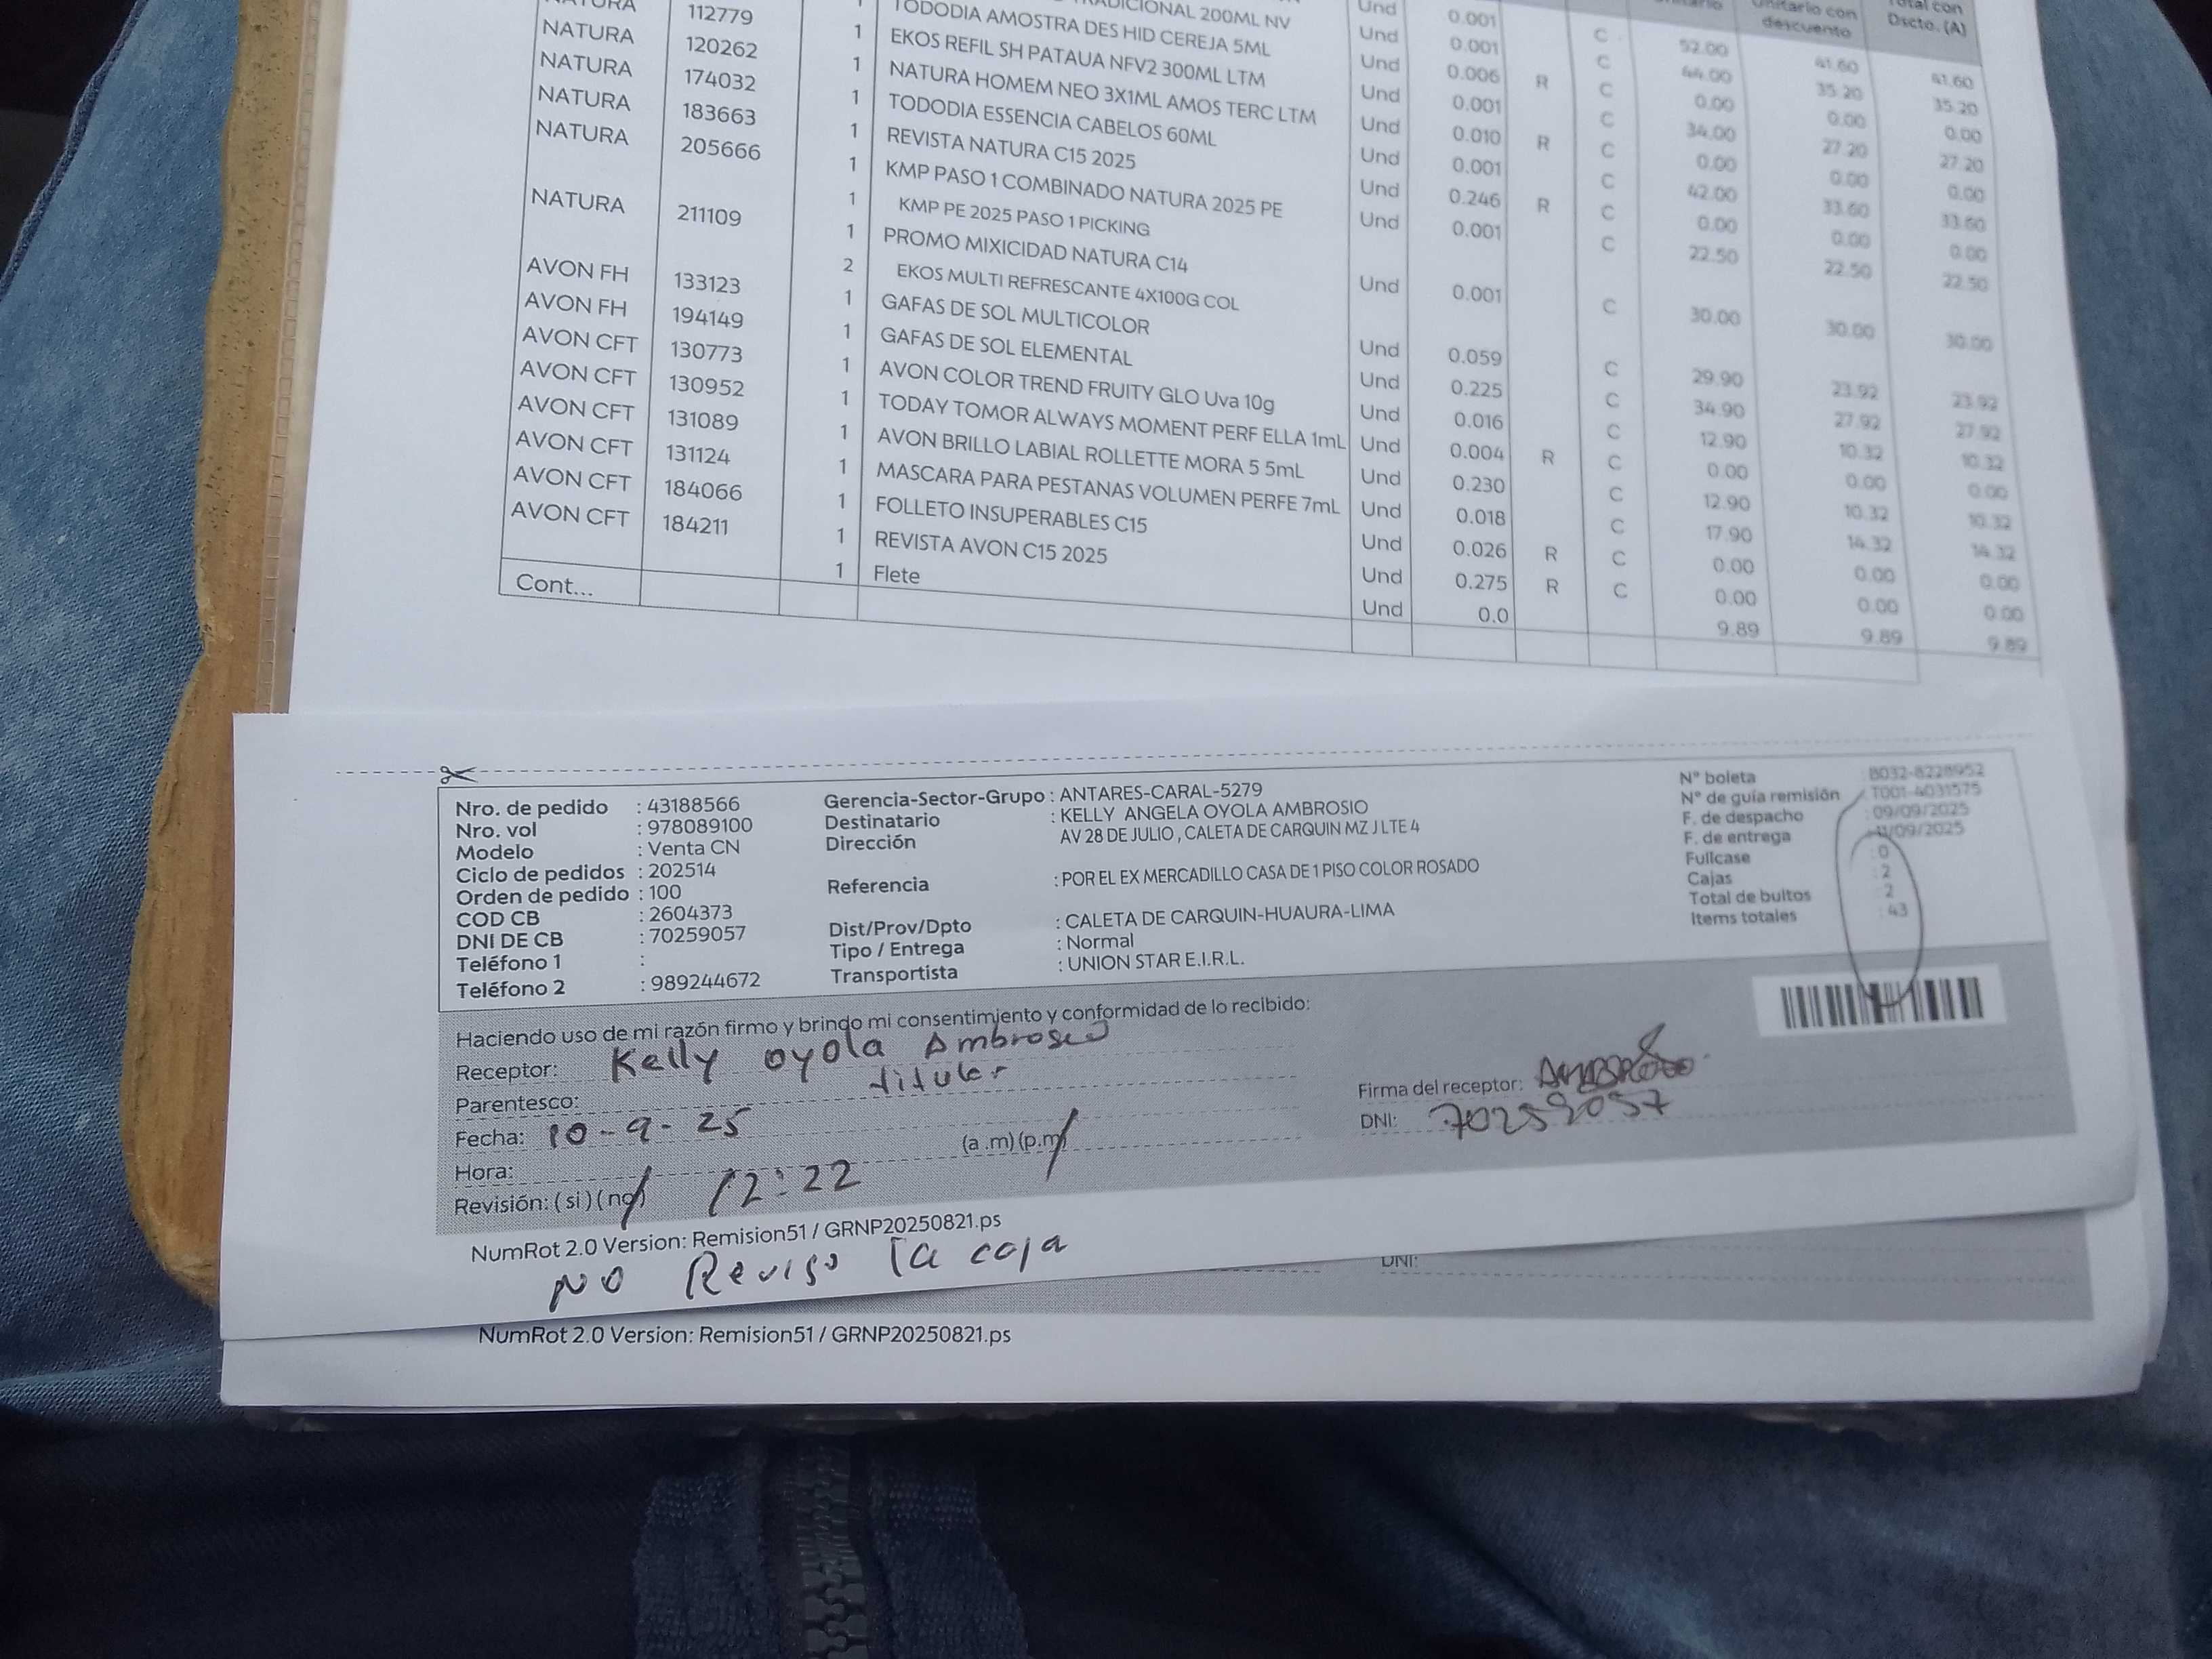 RADICIONAL 200ML NV Und 0.001
unitario con descuento
Total con Dscto. (A)
NATURA 112779 1 TODODIA AMOSTRA DES HID CEREJA 5ML Und 0.001 C 52.00 41.60 41.60
NATURA 120262 1 EKOS REFIL SH PATAUA NFV2 300ML LTM Und 0.006 R C 44.00 35.20 35.20
NATURA 174032 1 NATURA HOMEM NEO 3X1ML AMOS TERC LTM Und 0.001 C 0.00 0.00 0.00
NATURA 183663 1 TODODIA ESSENCIA CABELOS 60ML Und 0.010 R C 34.00 27.20 27.20
NATURA 205666 1 REVISTA NATURA C15 2025 Und 0.001 C 0.00 0.00 0.00
1 KMP PASO 1 COMBINADO NATURA 2025 PE Und 0.246 R C 42.00 33.60 33.60
NATURA 211109 1 KMP PE 2025 PASO 1 PICKING Und 0.001 C 0.00 0.00 0.00
1 PROMO MIXICIDAD NATURA C14 C 22.50 22.50 22.50
2 EKOS MULTI REFRESCANTE 4X100G COL Und 0.001 C 30.00 30.00 30.00
AVON FH 133123 1 GAFAS DE SOL MULTICOLOR Und 0.059 C 29.90 23.92 23.92
AVON FH 194149 1 GAFAS DE SOL ELEMENTAL Und 0.225 C 34.90 27.92 27.92
AVON CFT 130773 1 AVON COLOR TREND FRUITY GLO Uva 10g Und 0.016 C 12.90 10.32 10.32
AVON CFT 130952 1 TODAY TOMOR ALWAYS MOMENT PERF ELLA 1mL Und 0.004 R C 0.00 0.00 0.00
AVON CFT 131089 1 AVON BRILLO LABIAL ROLLETTE MORA 5 5mL Und 0.230 C 12.90 10.32 10.32
AVON CFT 131124 1 MASCARA PARA PESTANAS VOLUMEN PERFE 7mL Und 0.018 C 17.90 14.32 14.32
AVON CFT 184066 1 FOLLETO INSUPERABLES C15 Und 0.026 R C 0.00 0.00 0.00
AVON CFT 184211 1 REVISTA AVON C15 2025 Und 0.275 R C 0.00 0.00 0.00
1 Flete Und 0.0 9.89 9.89 9.89
Cont...
Nro. de pedido : 43188566 Gerencia-Sector-Grupo : ANTARES-CARAL-5279 N° boleta : B032-8228952
Nro. vol : 978089100 Destinatario : KELLY ANGELA OYOLA AMBROSIO N° de guía remisión : T001-4031575
Modelo : Venta CN Dirección AV 28 DE JULIO , CALETA DE CARQUIN MZ J LTE 4 F. de despacho : 09/09/2025
Ciclo de pedidos : 202514 F. de entrega : 11/09/2025
Orden de pedido : 100 Referencia : POR EL EX MERCADILLO CASA DE 1 PISO COLOR ROSADO Fullcase : 0
COD CB : 2604373 Cajas : 2
DNI DE CB : 70259057 Dist/Prov/Dpto : CALETA DE CARQUIN-HUAURA-LIMA Total de bultos : 2
Teléfono 1 : Tipo / Entrega : Normal Items totales : 43
Teléfono 2 : 989244672 Transportista : UNION STAR E.I.R.L.
Haciendo uso de mi razón firmo y brindo mi consentimiento y conformidad de lo recibido:
Receptor: Kelly oyola Ambrosio
Parentesco: titular Firma del receptor:
Fecha: 10-9-25 DNI: 70259057
Hora: 12:22 (a .m) (p.m)
Revisión: ( si ) ( no )
NumRot 2.0 Version: Remision51 / GRNP20250821.ps
NO Reviso la caja
DNI:
NumRot 2.0 Version: Remision51 / GRNP20250821.ps